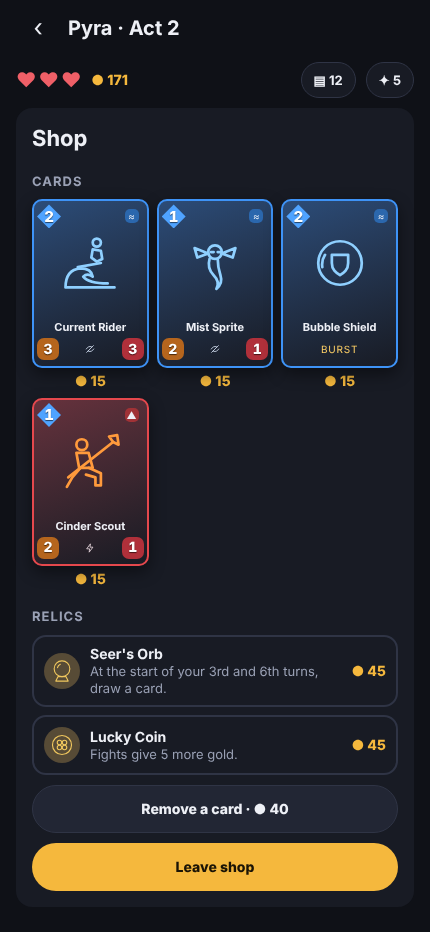 Pyra · Act 2
171
12
5
Shop
CARDS
2
Current Rider
3
3
1
Mist Sprite
2
1
2
Bubble Shield
BURST
15
15
15
1
Cinder Scout
2
1
15
RELICS
Seer's Orb
At the start of your 3rd and 6th turns,
draw a card.
45
Lucky Coin
Fights give 5 more gold.
45
Remove a card · 40
Leave shop